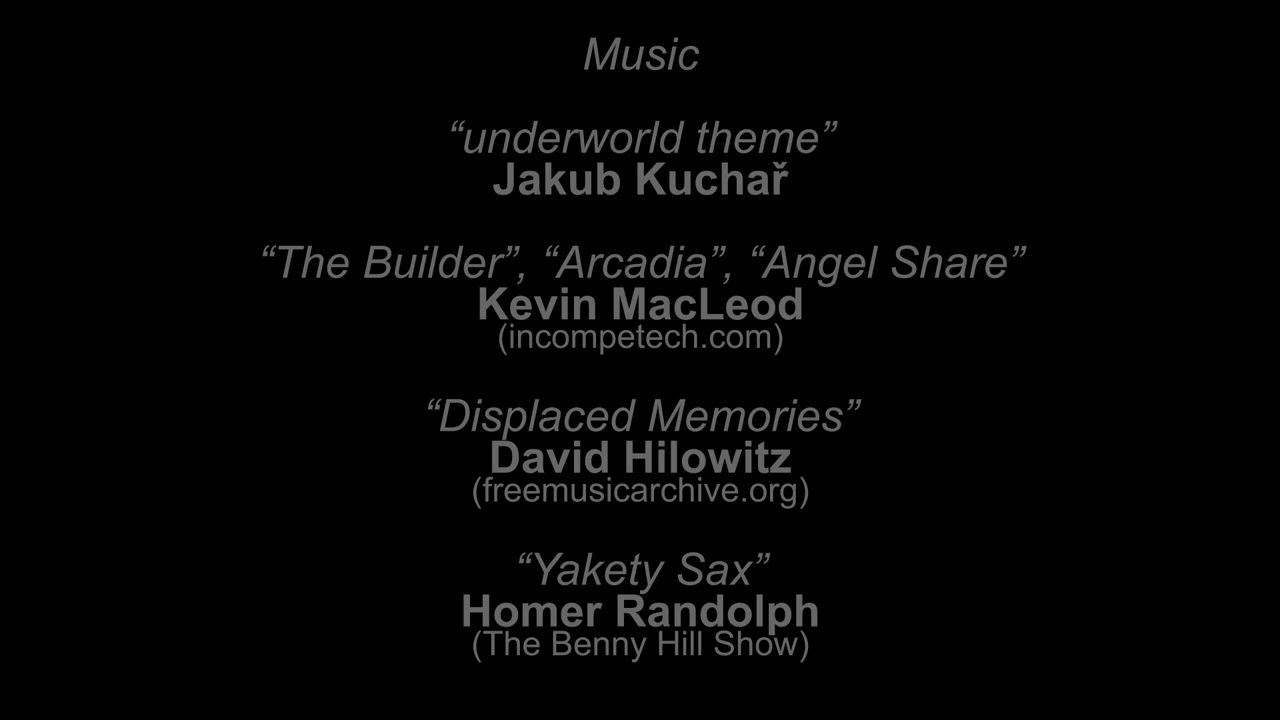 Music
“underworld theme”
Jakub Kuchař
“The Builder”, “Arcadia”, “Angel Share”
Kevin MacLeod
(incompetech.com)
“Displaced Memories”
David Hilowitz
(freemusicarchive.org)
“Yakety Sax”
Homer Randolph
(The Benny Hill Show)